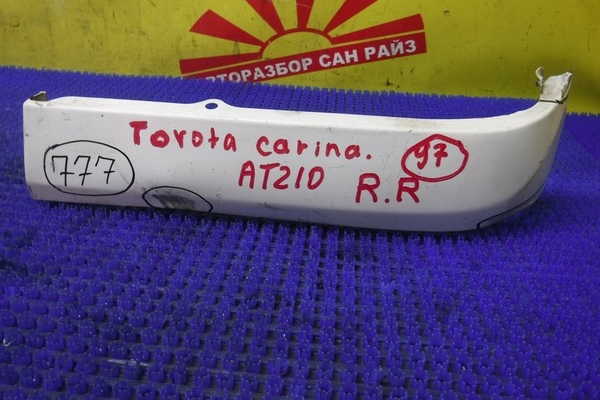 АВТОРАЗБОР САН РАЙЗ
Toyota carina. 97
777 AT210 R.R